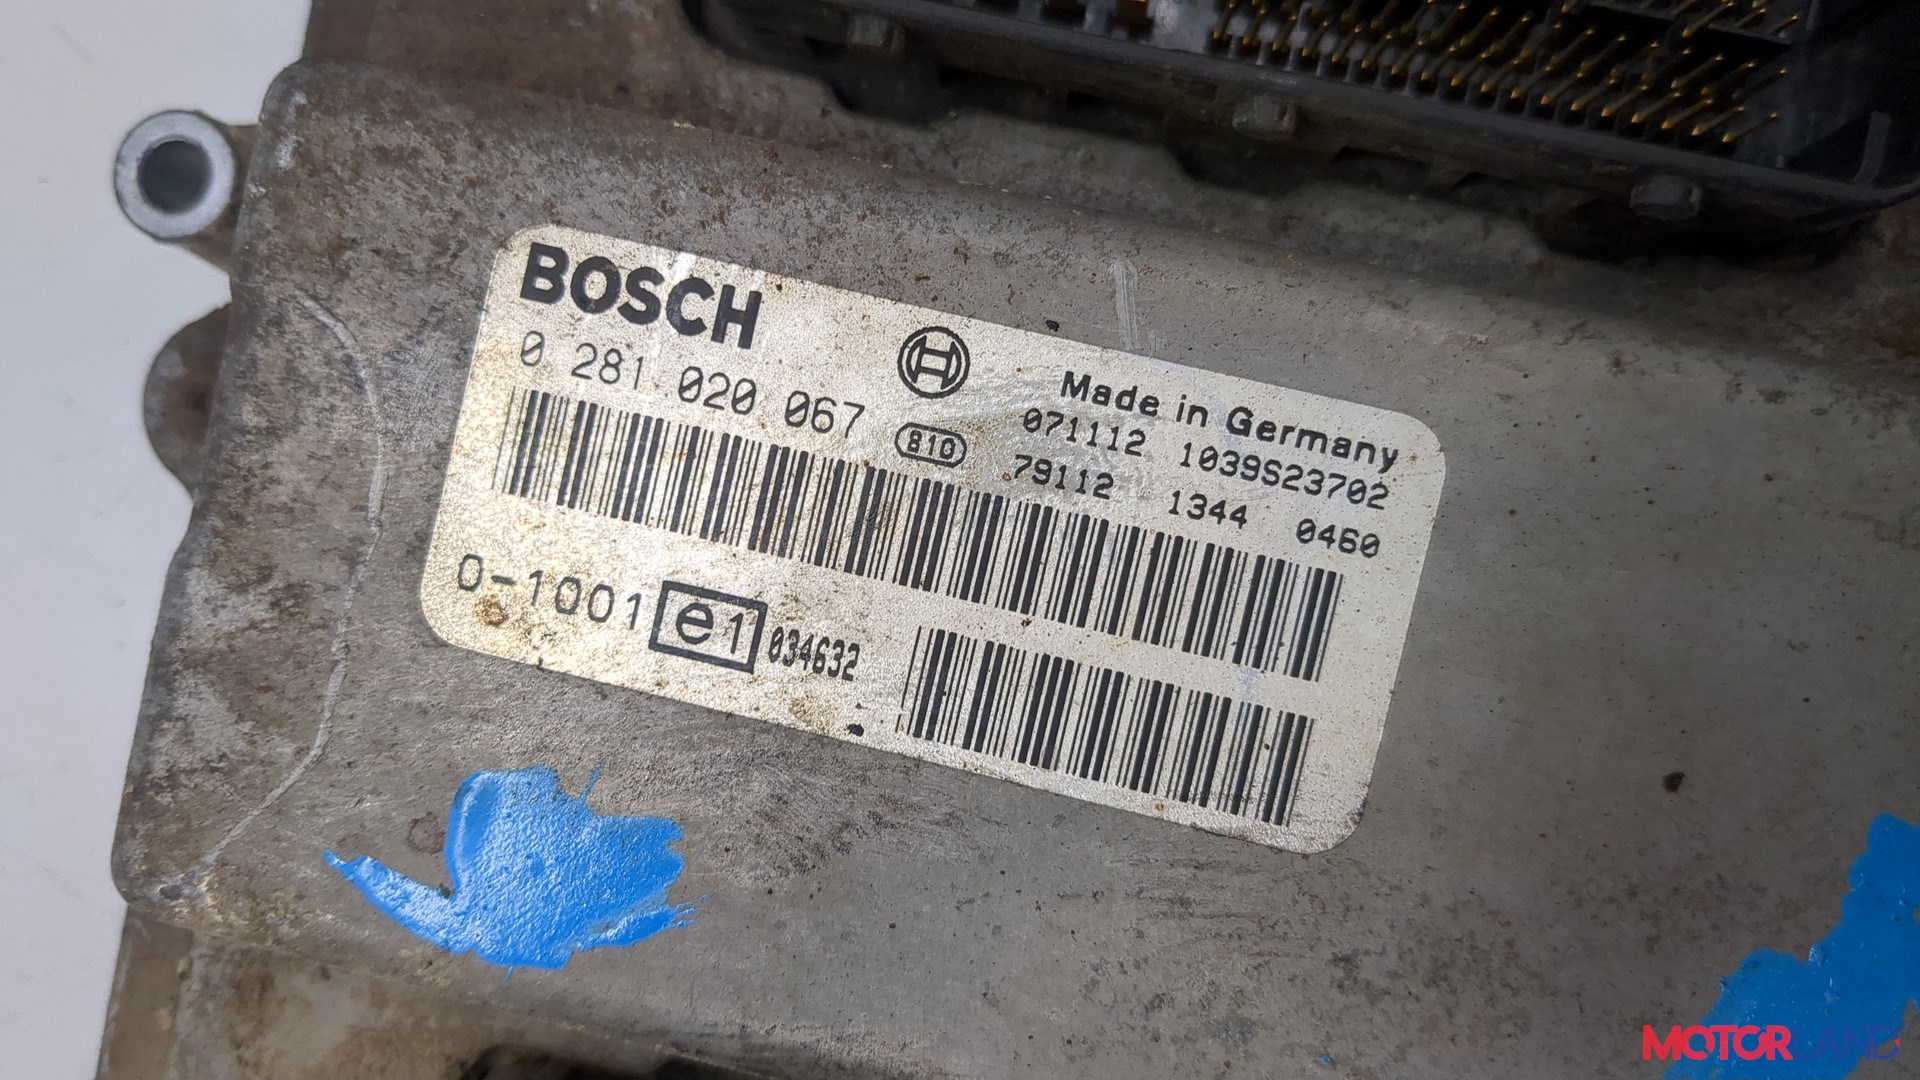 BOSCH
0 281 020 067
810
Made in Germany
071112 1039S23702
79112 1344 0460
0-1001 e1 034632
MOTORLAND